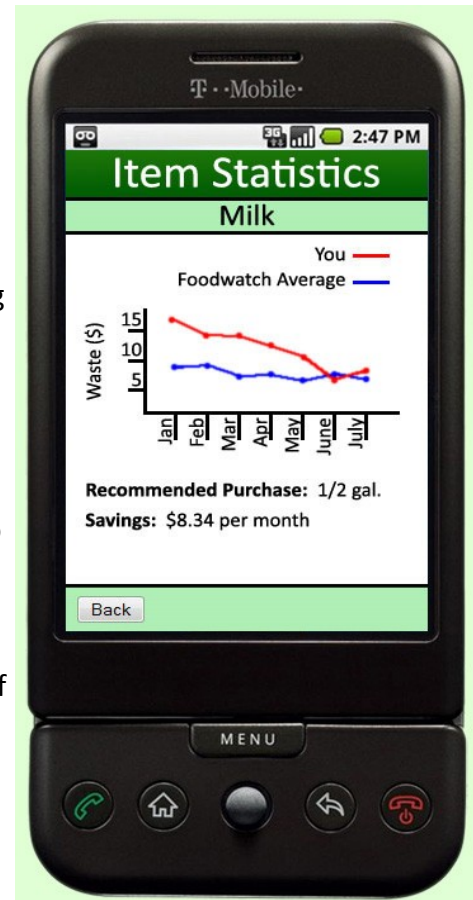 T··Mobile·
3G 2:47 PM
Item Statistics
Milk
You
Foodwatch Average
Waste ($)
15
10
5
Jan Feb Mar Apr May June July
Recommended Purchase: 1/2 gal.
Savings: $8.34 per month
Back
MENU
g
f